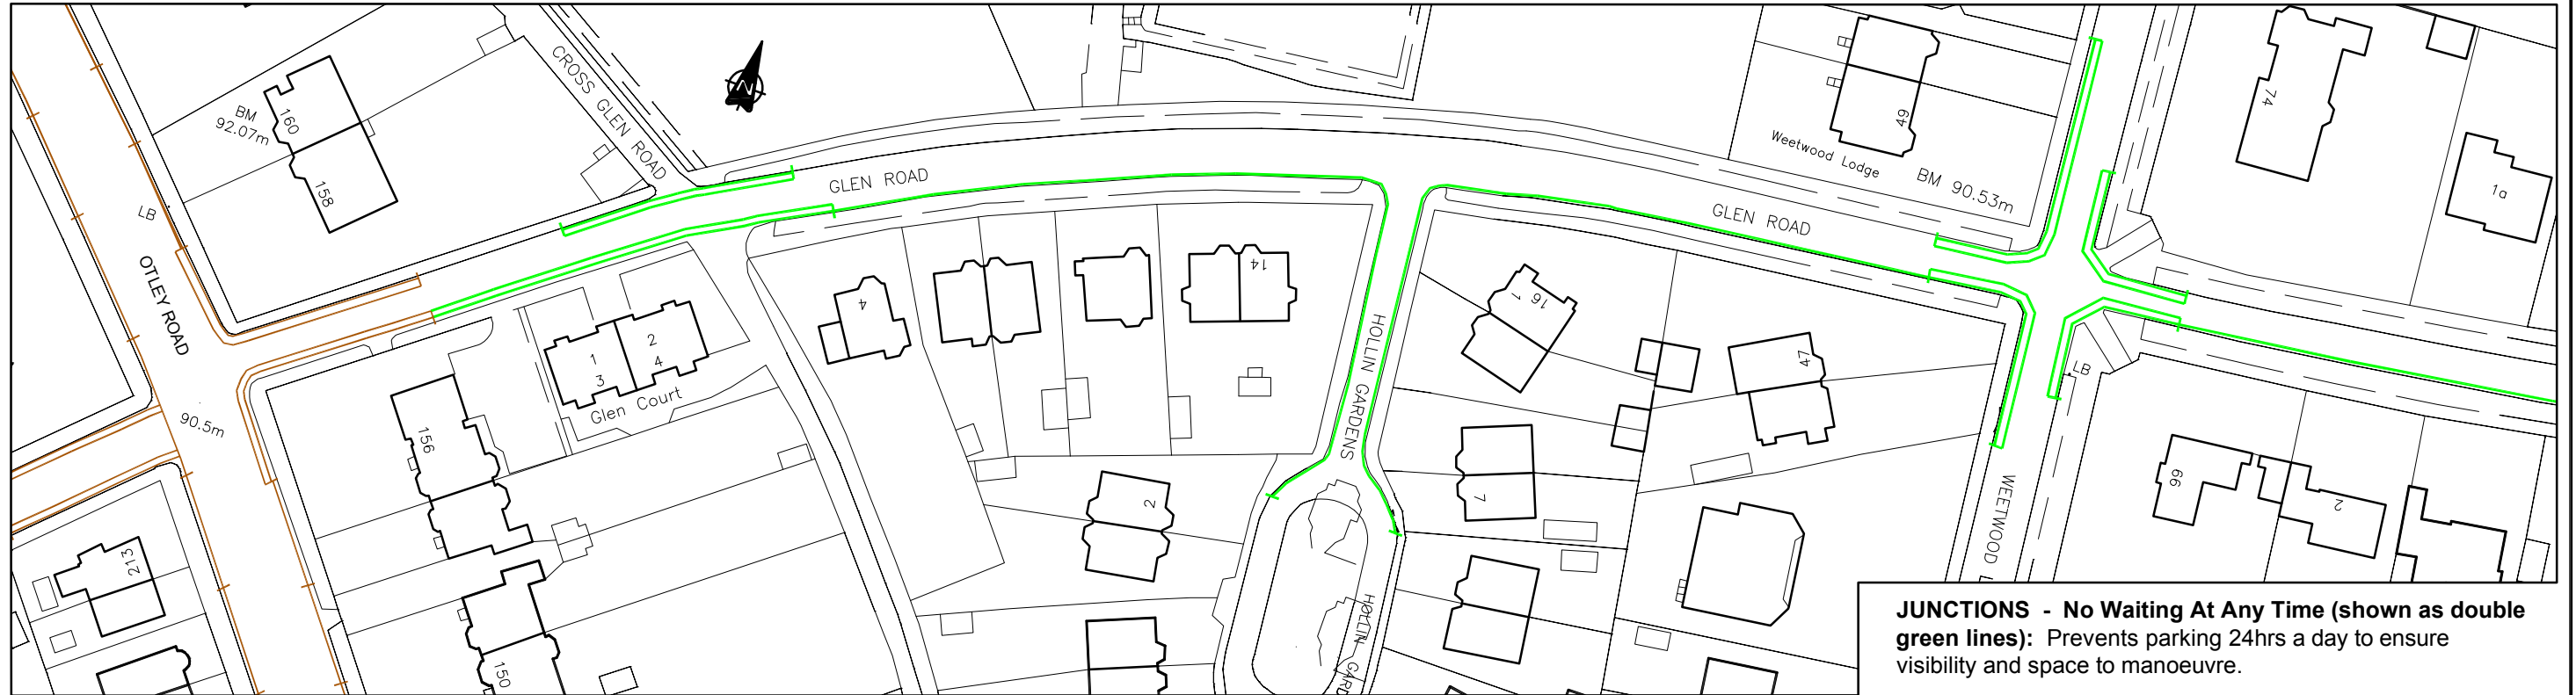 CROSS GLEN ROAD
BM
92.07m
160
158
LB
OTLEY ROAD
90.5m
N
GLEN ROAD
49
Weetwood Lodge
BM 90.53m
74
1a
GLEN ROAD
4
14
1
2
3
4
Glen Court
156
150
213
HOLLIN GARDENS
16
1
47
2
7
HOLLIN GARD
LB
WEETWOOD L
66
2
JUNCTIONS - No Waiting At Any Time (shown as double
green lines): Prevents parking 24hrs a day to ensure
visibility and space to manoeuvre.